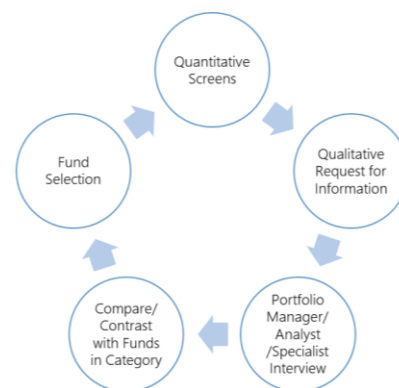 Quantitative
Screens
Qualitative
Request for
Information
Portfolio
Manager/
Analyst
/Specialist
Interview
Compare/
Contrast
with Funds
in Category
Fund
Selection